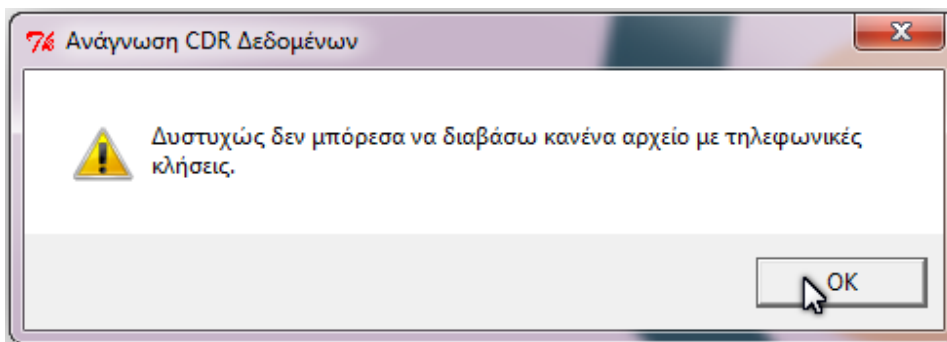 Ανάγνωση CDR Δεδομένων
Δυστυχώς δεν μπόρεσα να διαβάσω κανένα αρχείο με τηλεφωνικές
κλήσεις.
OK